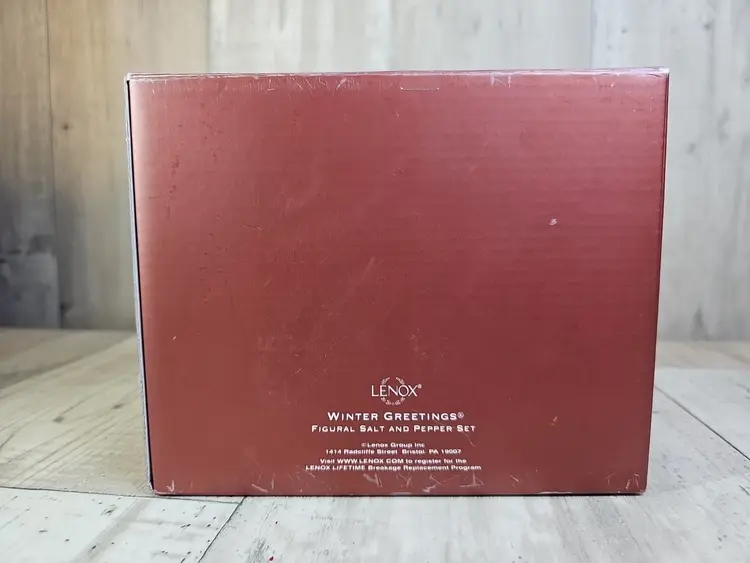 LENOX®
WINTER GREETINGS®
FIGURAL SALT AND PEPPER SET
©Lenox Group Inc
1414 Radcliffe Street Bristol, PA 19007
Visit WWW.LENOX.COM to register for the
LENOX LIFETIME Breakage Replacement Program